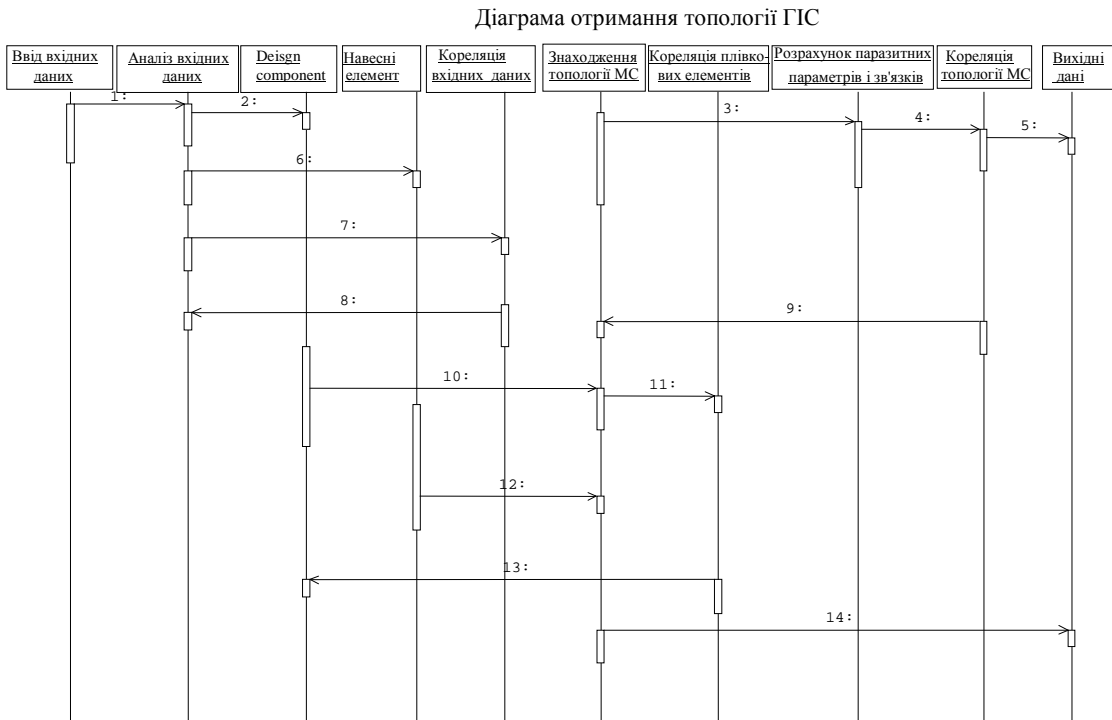 Діаграма отримання топології ГІС
Ввід вхідних
даних
Аналіз вхідних
даних
Deisgn
component
Навесні
елемент
Кореляція
вхідних даних
Знаходження
топології МС
Кореляція плівко-
вих елементів
Розрахунок паразитних
параметрів і зв'язків
Кореляція
топології МС
Вихідні
дані
1:
2:
3:
4:
5:
6:
7:
8:
9:
10:
11:
12:
13:
14: